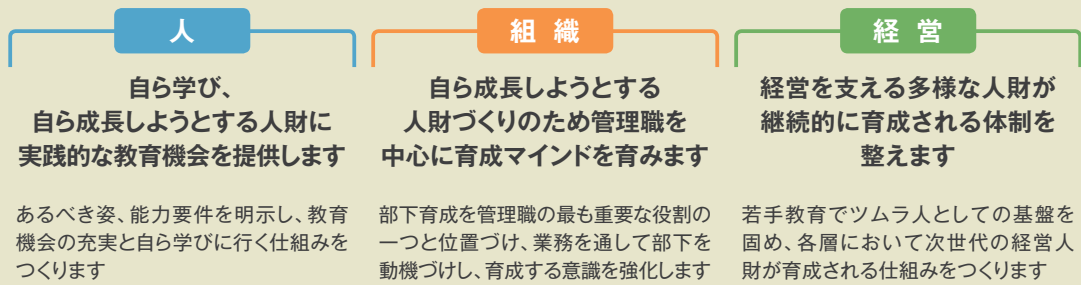 人
自ら学び、
自ら成長しようとする人財に
実践的な教育機会を提供します
あるべき姿、能力要件を明示し、教育
機会の充実と自ら学びに行く仕組みを
つくります
組織
自ら成長しようとする
人財づくりのため管理職を
中心に育成マインドを育みます
部下育成を管理職の最も重要な役割の
一つと位置づけ、業務を通して部下を
動機づけし、育成する意識を強化します
経営
経営を支える多様な人財が
継続的に育成される体制を
整えます
若手教育でツムラ人としての基盤を
固め、各層において次世代の経営人
財が育成される仕組みをつくります